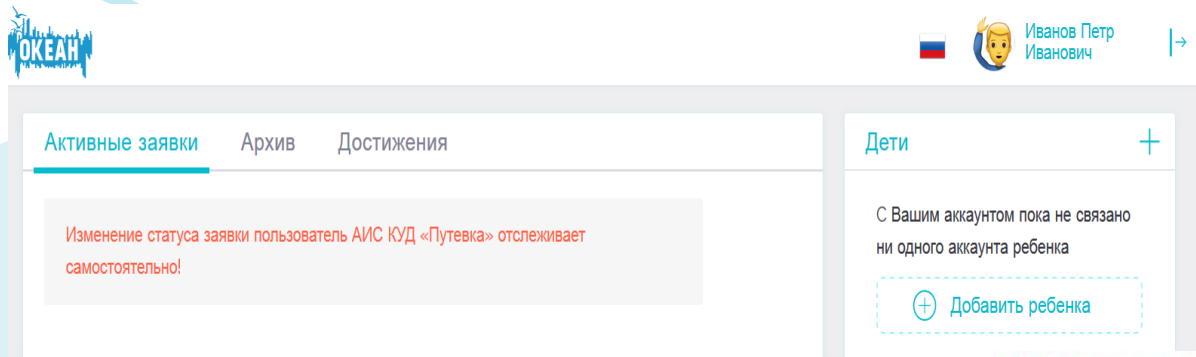 ОКЕАН
Иванов Петр
Иванович
Активные заявки Архив Достижения
Изменение статуса заявки пользователь АИС КУД «Путевка» отслеживает
самостоятельно!
Дети
С Вашим аккаунтом пока не связано
ни одного аккаунта ребенка
Добавить ребенка